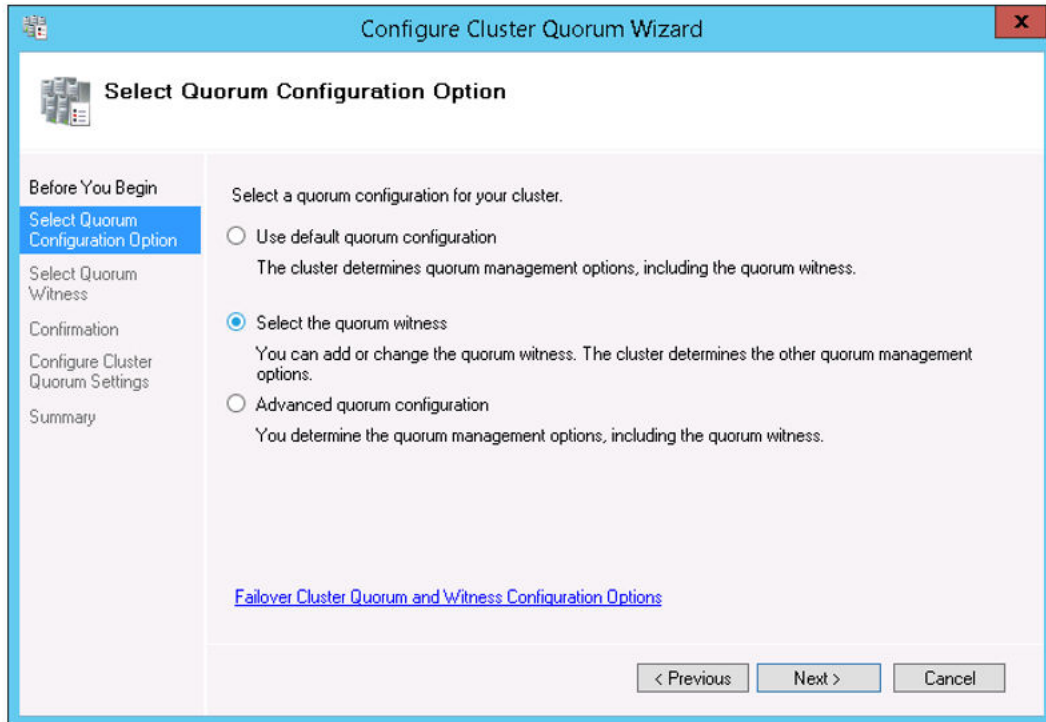 Configure Cluster Quorum Wizard
X
Select Quorum Configuration Option
Before You Begin
Select Quorum
Configuration Option
Select Quorum
Witness
Confirmation
Configure Cluster
Quorum Settings
Summary
Select a quorum configuration for your cluster.
Use default quorum configuration
The cluster determines quorum management options, including the quorum witness.
Select the quorum witness
You can add or change the quorum witness. The cluster determines the other quorum management
options.
Advanced quorum configuration
You determine the quorum management options, including the quorum witness.
Failover Cluster Quorum and Witness Configuration Options
< Previous
Next >
Cancel